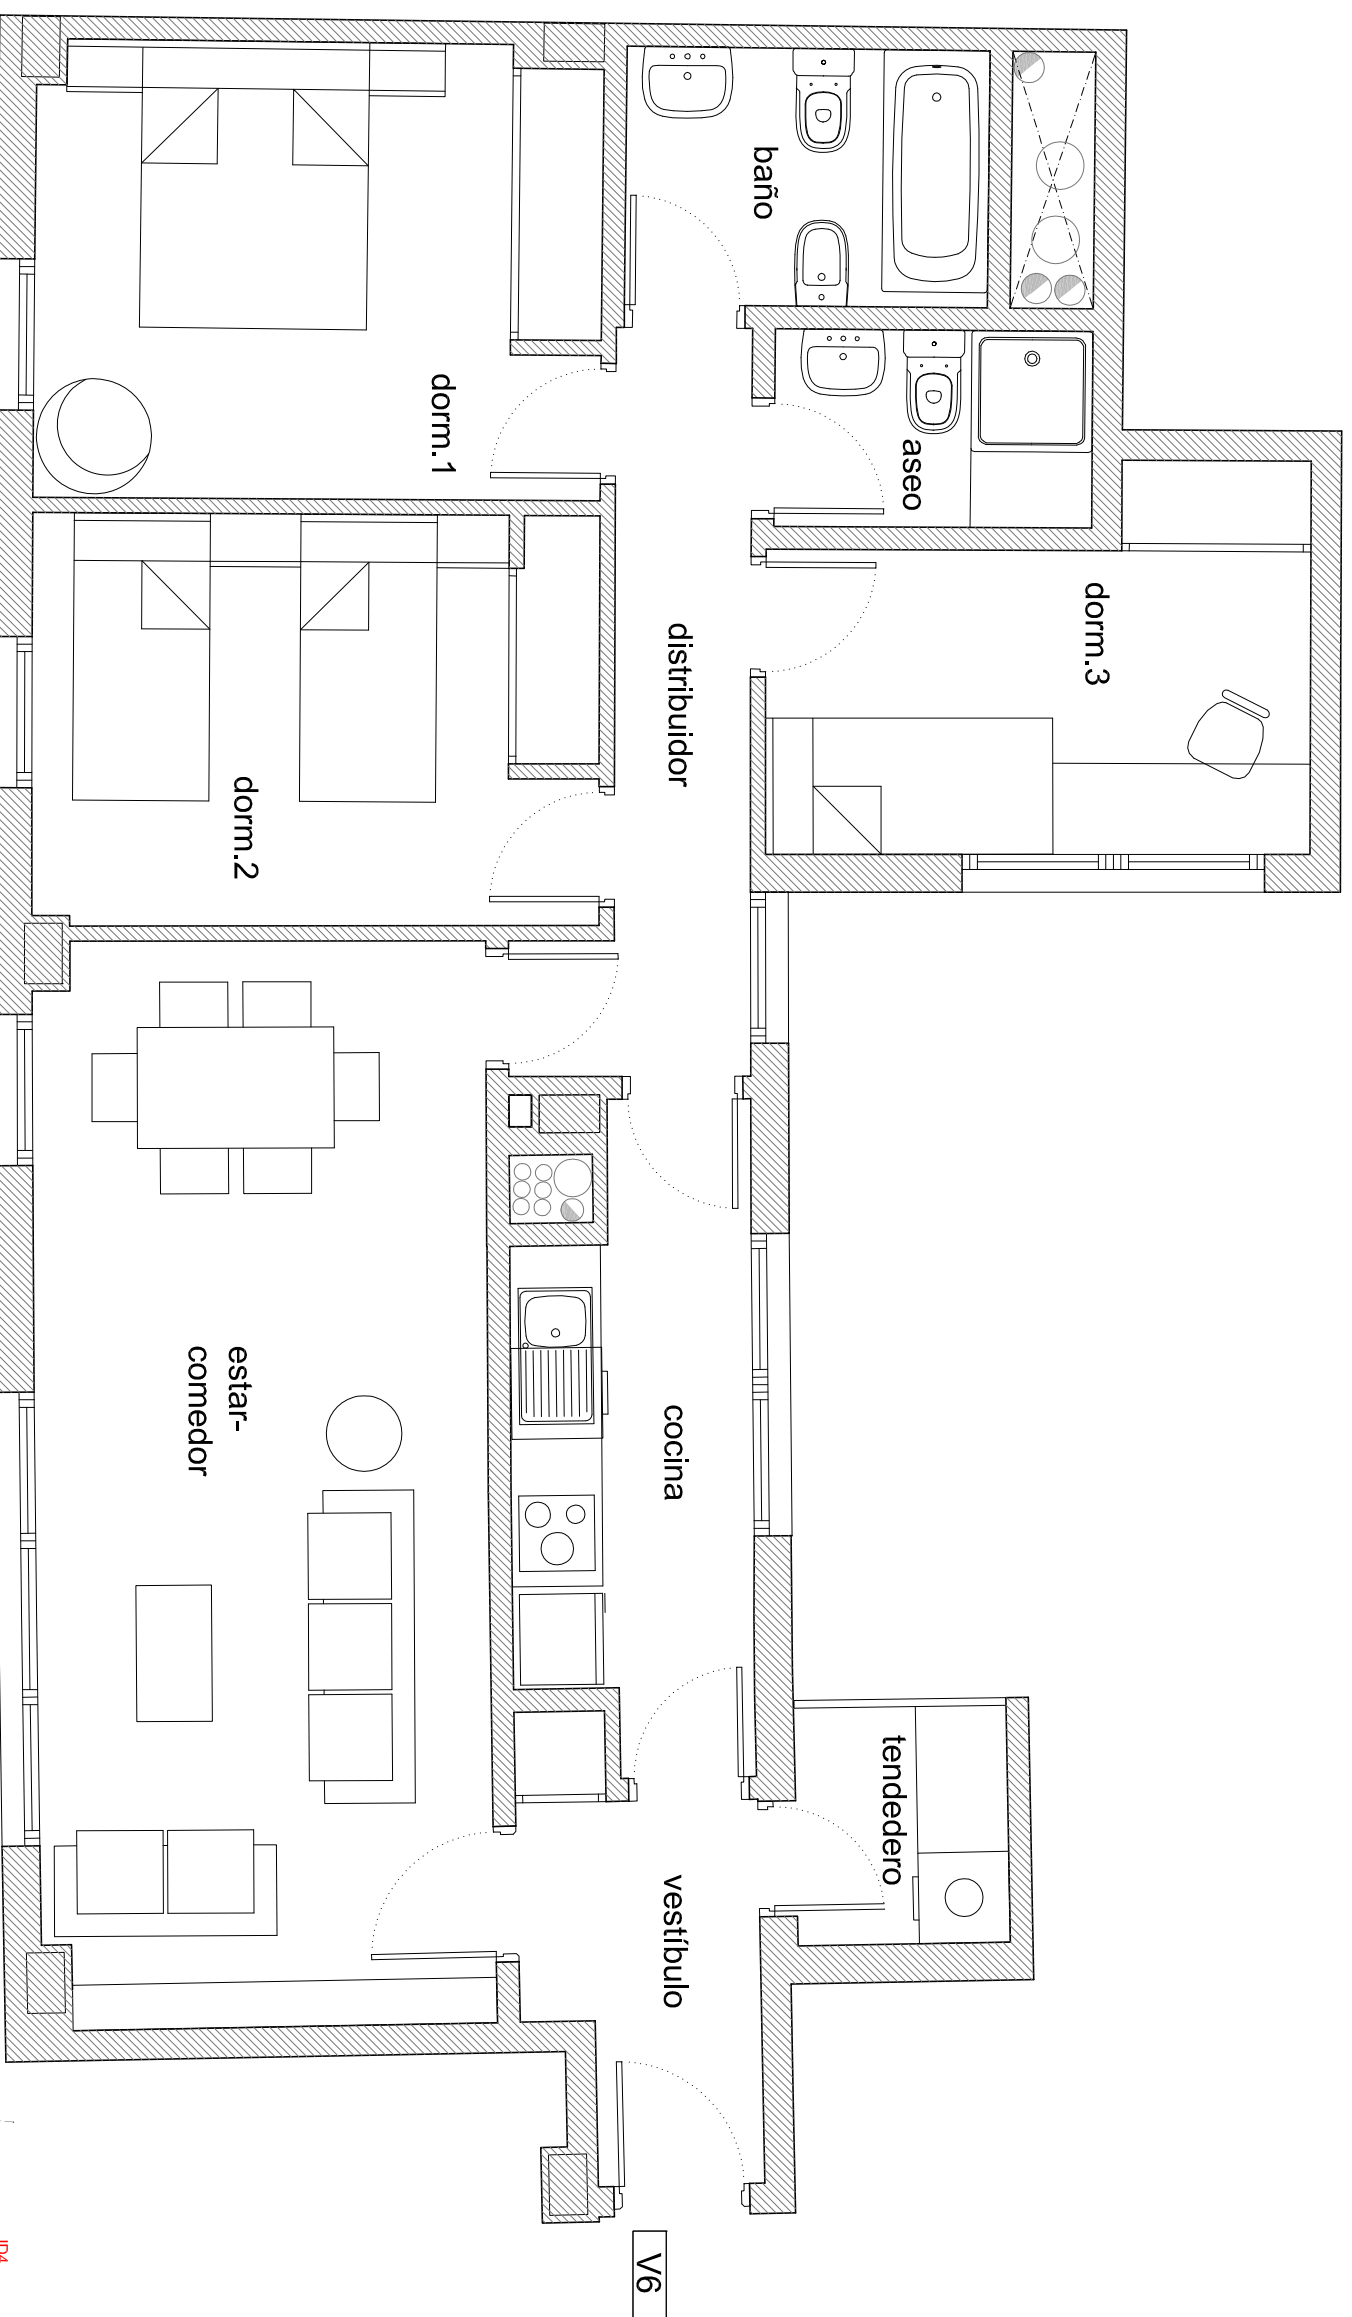 baño
aseo
dorm.1
dorm.3
distribuidor
dorm.2
estar-
comedor
cocina
tendedero
vestíbulo
V6